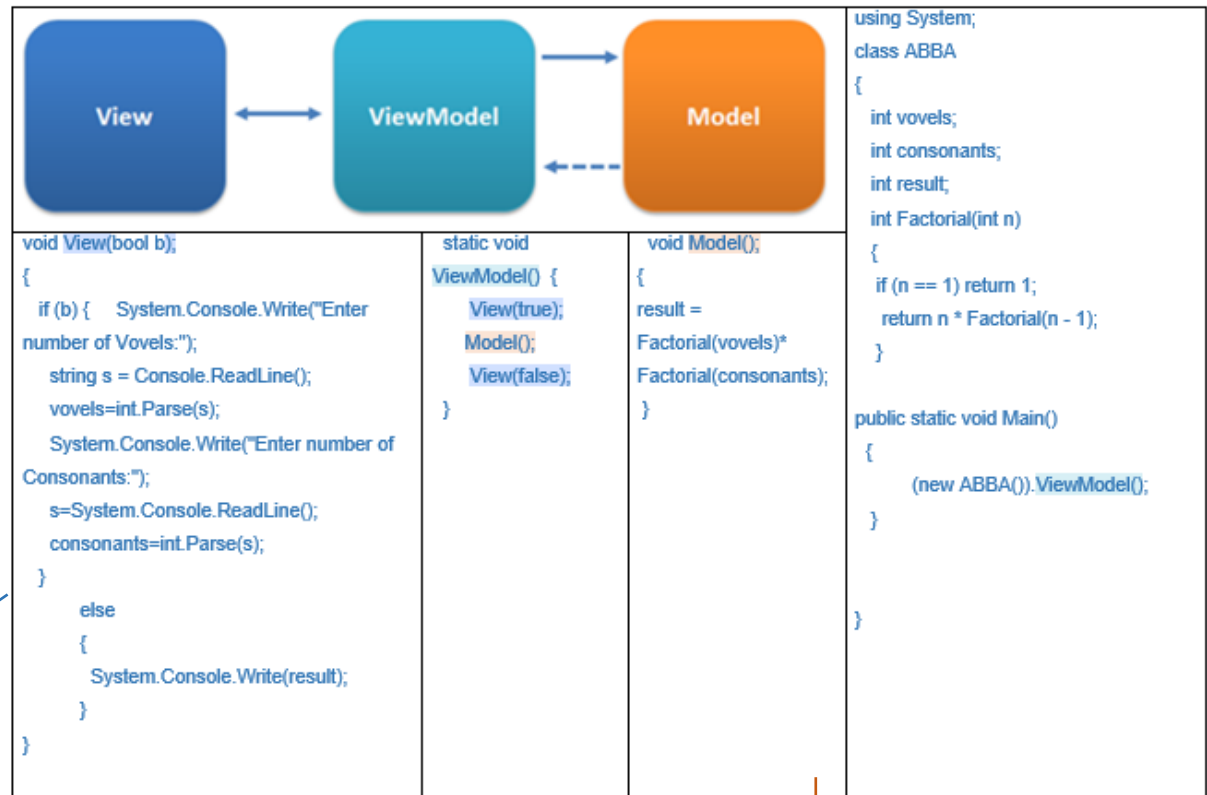 View
ViewModel
Model
void View(bool b);
{
if (b) { System.Console.Write("Enter
number of Vovels:");
string s = Console.ReadLine();
vovels=int.Parse(s);
System.Console.Write("Enter number of
Consonants:");
s=System.Console.ReadLine();
consonants=int.Parse(s);
}
else
{
System.Console.Write(result);
}
}
static void
ViewModel() {
View(true);
Model();
View(false);
}
void Model();
{
result =
Factorial(vovels)*
Factorial(consonants);
}
using System;
class ABBA
{
int vovels;
int consonants;
int result;
int Factorial(int n)
{
if (n == 1) return 1;
return n * Factorial(n - 1);
}
public static void Main()
{
(new ABBA()).ViewModel();
}
}